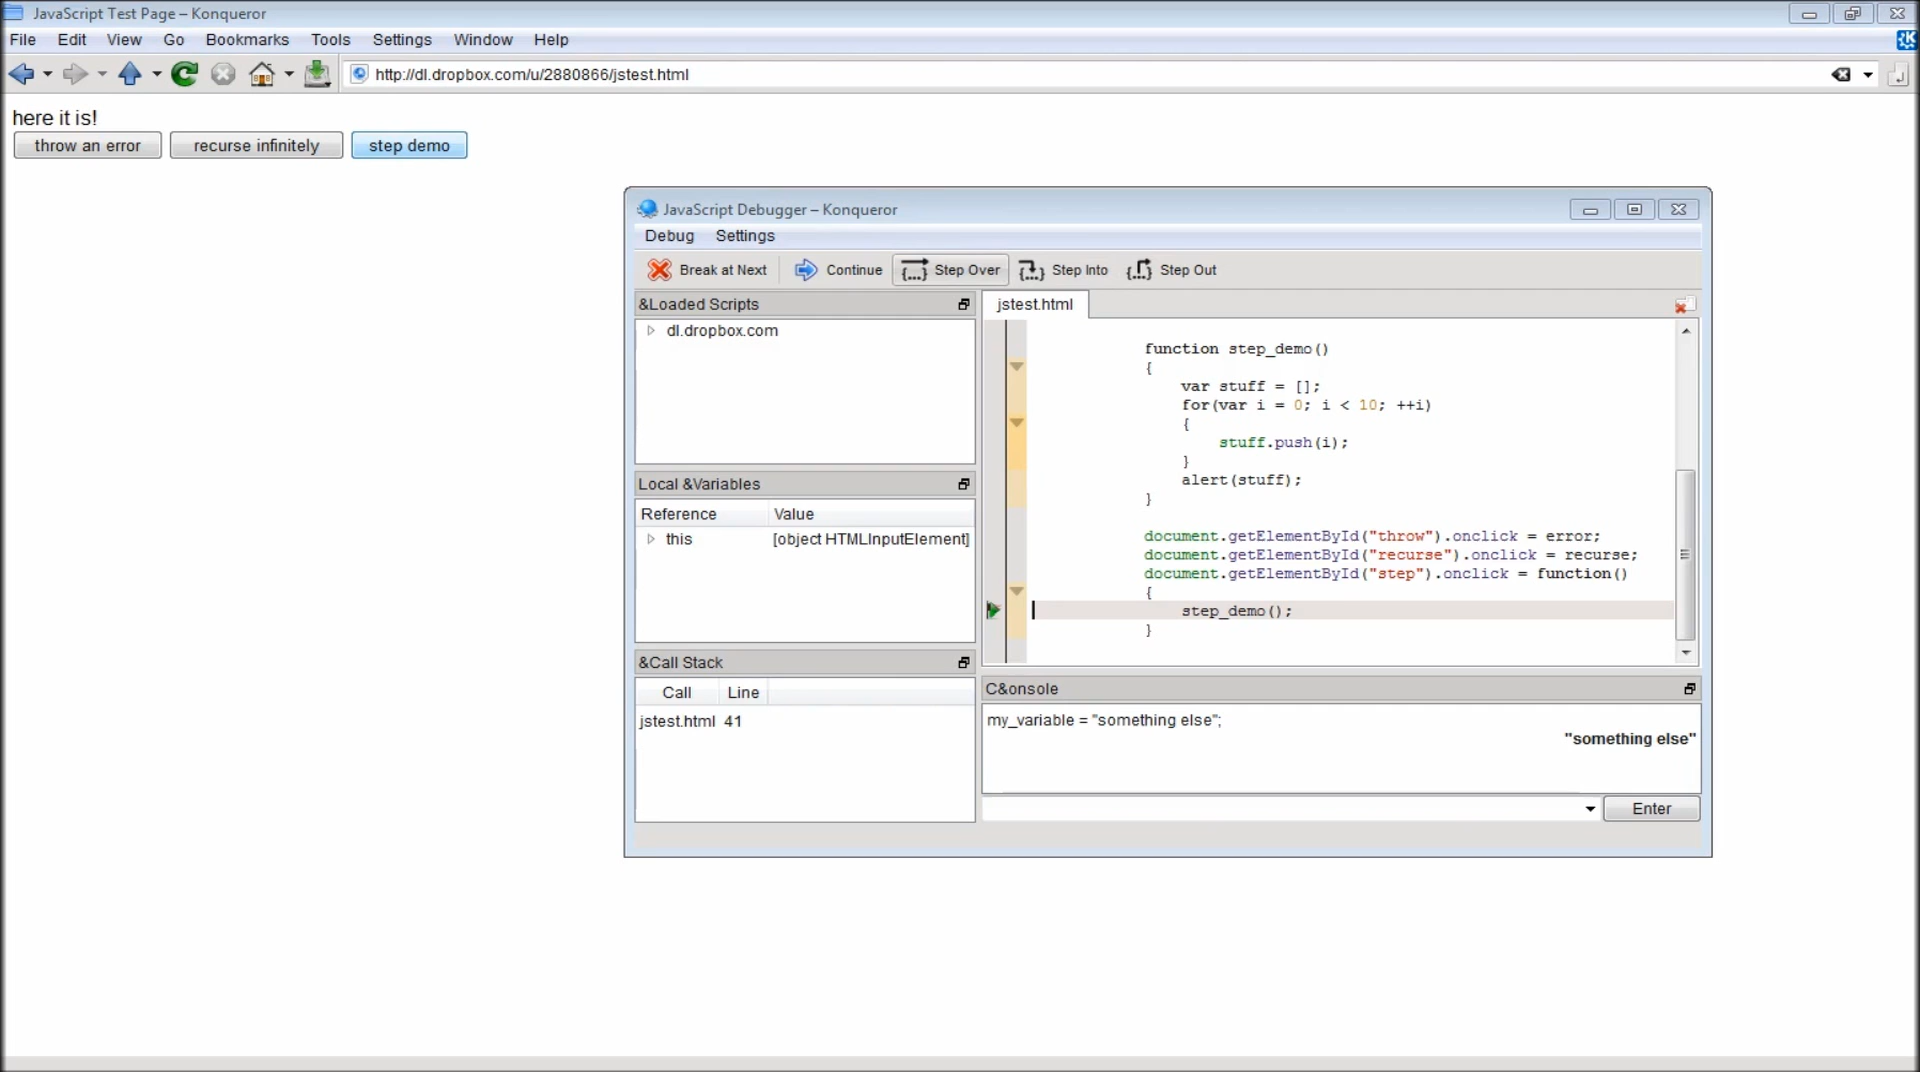 JavaScript Test Page – Konqueror
File Edit View Go Bookmarks Tools Settings Window Help
http://dl.dropbox.com/u/2880866/jstest.html
here it is!
throw an error recurse infinitely step demo
JavaScript Debugger – Konqueror
Debug Settings
Break at Next Continue Step Over Step Into Step Out
&Loaded Scripts
dl.dropbox.com
Local &Variables
Reference Value
this [object HTMLInputElement]
&Call Stack
Call Line
jstest.html 41
jstest.html
function step_demo()
{
var stuff = [];
for(var i = 0; i < 10; ++i)
{
stuff.push(i);
}
alert(stuff);
}
document.getElementById("throw").onclick = error;
document.getElementById("recurse").onclick = recurse;
document.getElementById("step").onclick = function()
{
step_demo();
}
C&onsole
my_variable = "something else";
"something else"
Enter